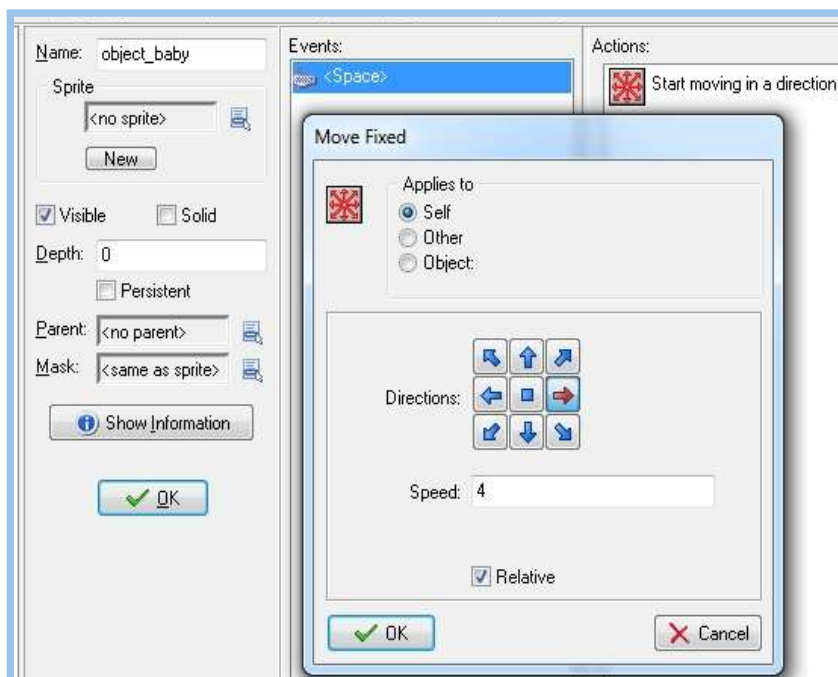 Name: object_baby
Sprite
<no sprite>
New
Visible Solid
Depth: 0
Persistent
Parent: <no parent>
Mask: <same as sprite>
Show Information
OK
Events:
<Space>
Actions:
Start moving in a direction
Move Fixed
Applies to
Self
Other
Object:
Directions:
Speed: 4
Relative
OK Cancel